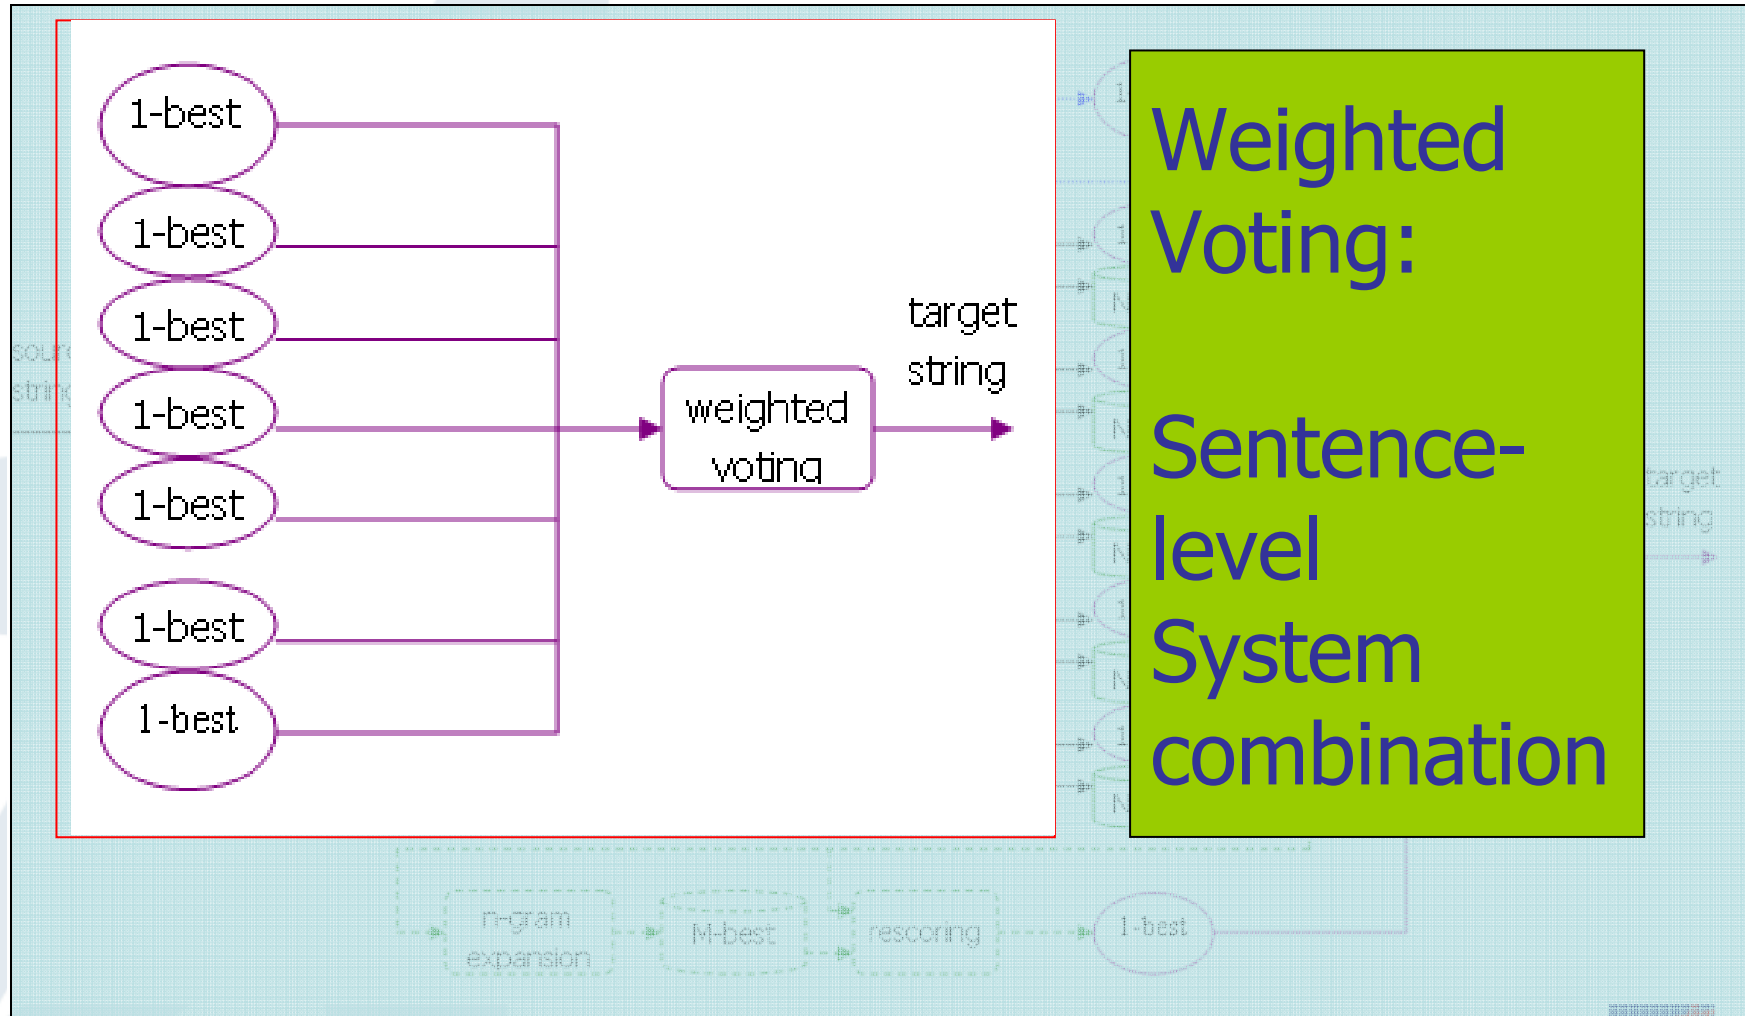 1-best
1-best
1-best
1-best
1-best
1-best
1-best
weighted
voting
target
string
Weighted
Voting:
Sentence-
level
System
combination
string
target
string
n-gram
expansion
M-best
rescoring
1-best